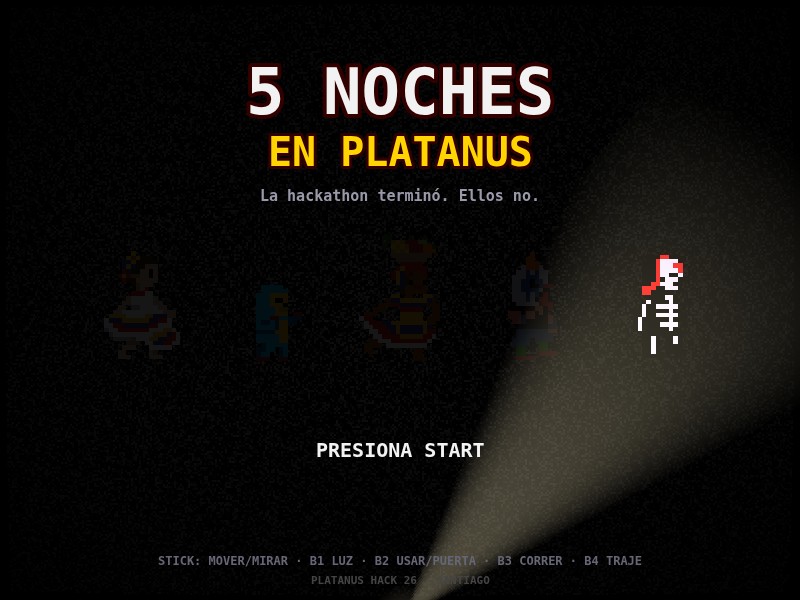 5 NOCHES
EN PLATANUS
La hackathon terminó. Ellos no.
PRESIONA START
STICK: MOVER/MIRAR · B1 LUZ · B2 USAR/PUERTA · B3 CORRER · B4 TRAJE
PLATANUS HACK 26